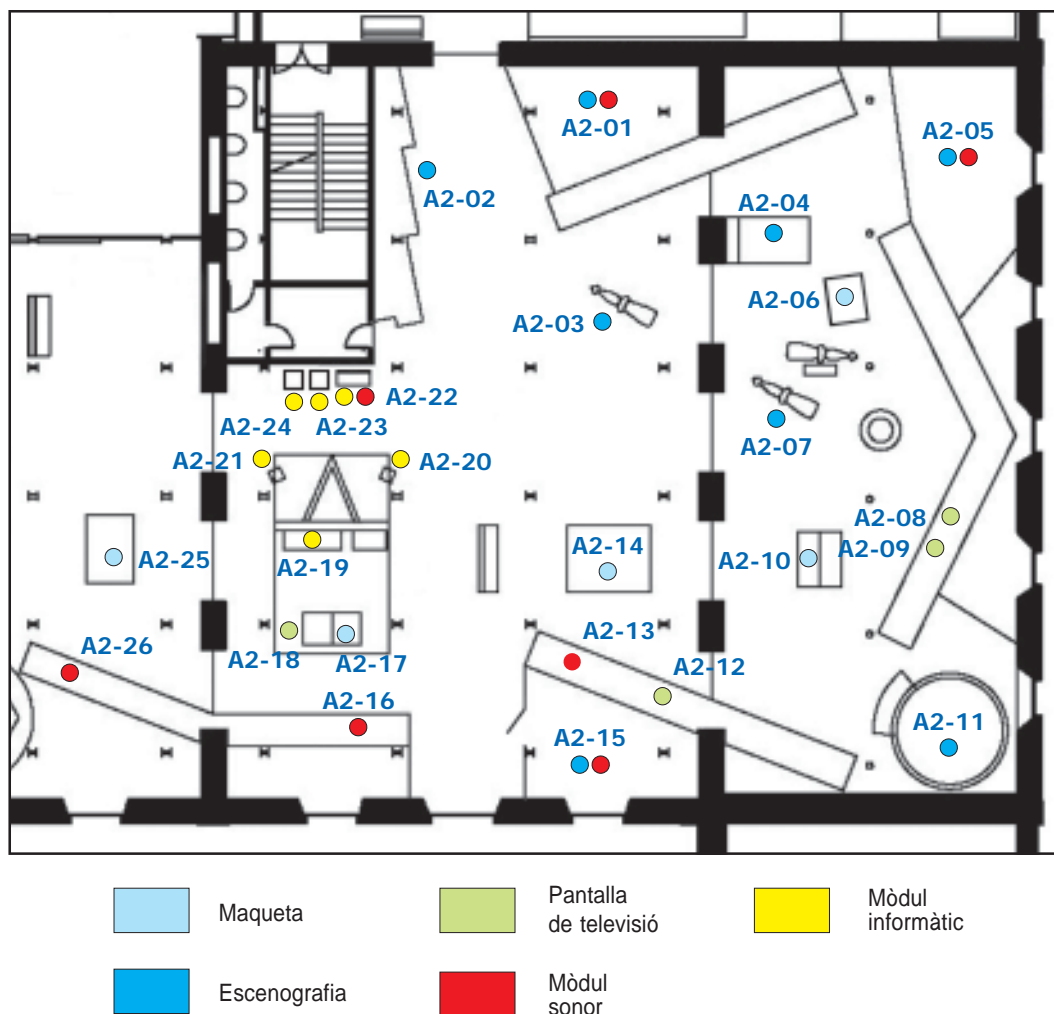 A2-01
A2-05
A2-02
A2-04
A2-06
A2-03
A2-22
A2-24
A2-23
A2-07
A2-21
A2-20
A2-08
A2-09
A2-14
A2-25
A2-10
A2-19
A2-13
A2-18
A2-17
A2-26
A2-12
A2-16
A2-11
A2-15
Maqueta
Pantalla
de televisió
Mòdul
informàtic
Escenografia
Mòdul
sonor